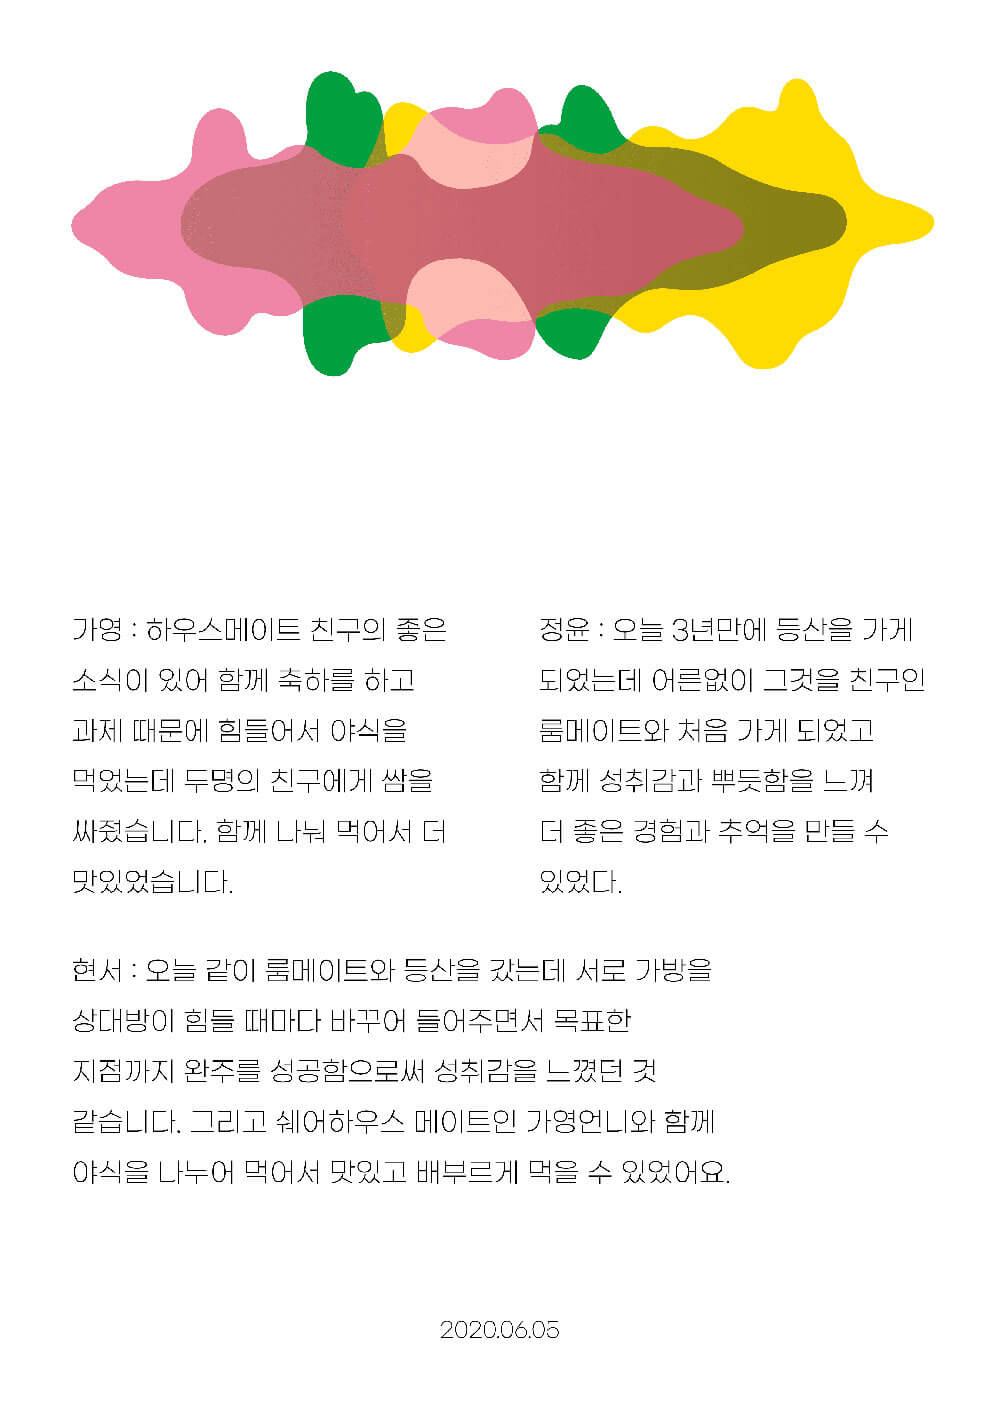 가영 : 하우스메이트 친구의 좋은
소식이 있어 함께 축하를 하고
과제 때문에 힘들어서 야식을
먹었는데 두명의 친구에게 쌈을
싸줬습니다. 함께 나눠 먹어서 더
맛있었습니다.
정윤 : 오늘 3년만에 등산을 가게
되었는데 어른없이 그것을 친구인
룸메이트와 처음 가게 되었고
함께 성취감과 뿌듯함을 느껴
더 좋은 경험과 추억을 만들 수
있었다.
현서 : 오늘 같이 룸메이트와 등산을 갔는데 서로 가방을
상대방이 힘들 때마다 바꾸어 들어주면서 목표한
지점까지 완주를 성공함으로써 성취감을 느꼈던 것
같습니다. 그리고 쉐어하우스 메이트인 가영언니와 함께
야식을 나누어 먹어서 맛있고 배부르게 먹을 수 있었어요.
2020.06.05